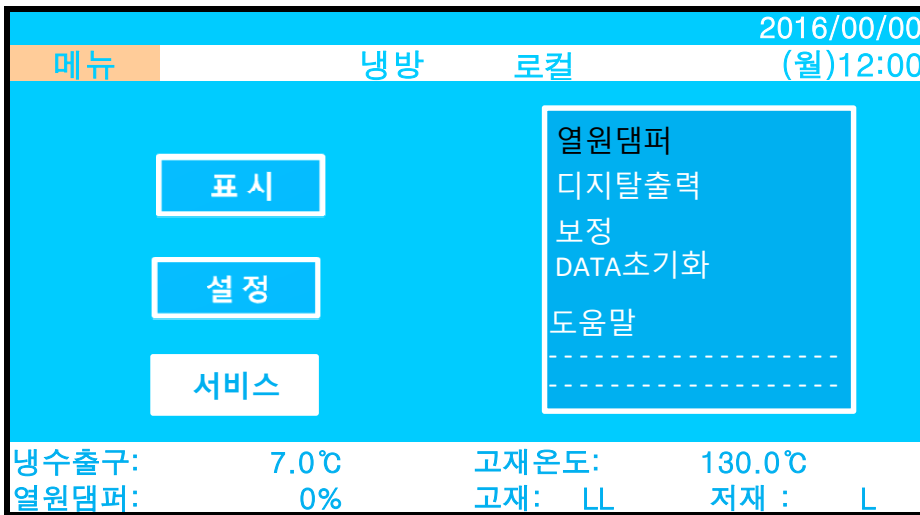 2016/00/00
메뉴 냉방 로컬 (월)12:00
표 시
설 정
서비스
열원댐퍼
디지탈출력
보정
DATA초기화
도움말
- - - - - - - - - - - - - - - - - - - -
- - - - - - - - - - - - - - - - - - - -
냉수출구: 7.0℃ 고재온도: 130.0℃
열원댐퍼: 0% 고재: LL 저재 : L